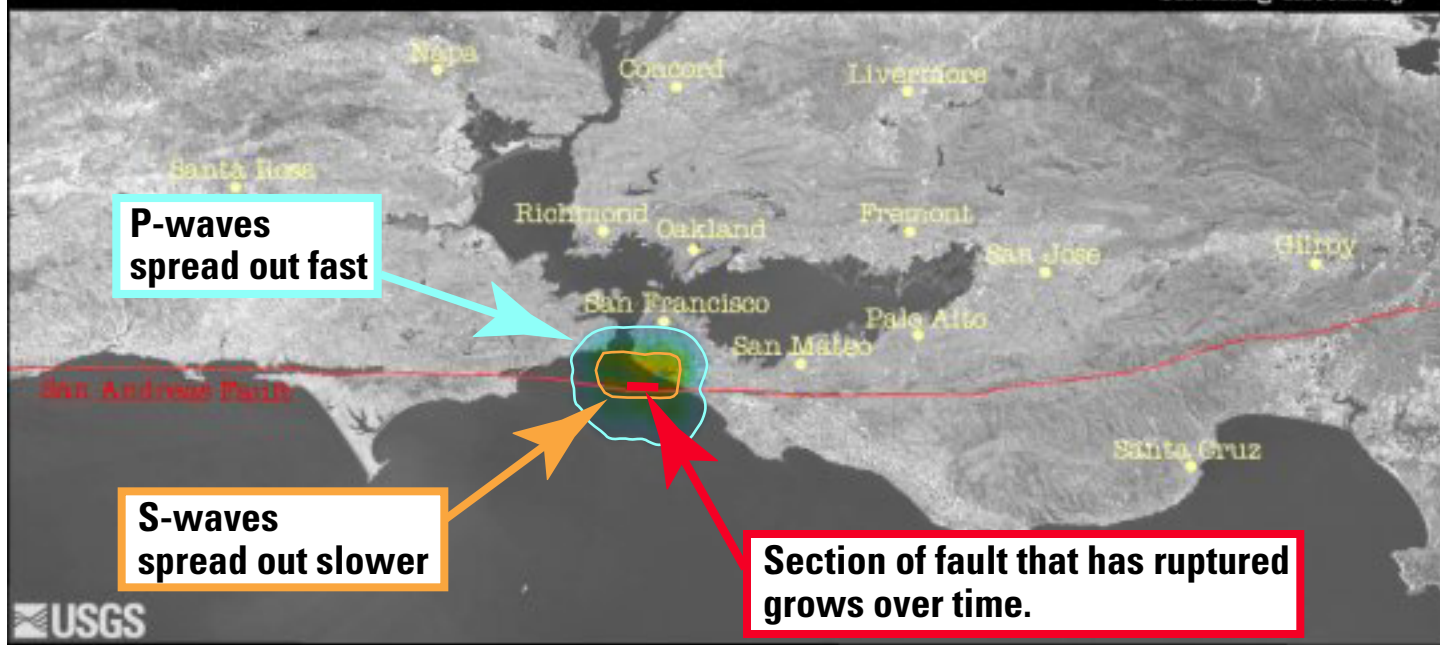 Napa
Concord
Livermore
Santa Rosa
P-waves
spread out fast
Richmond
Oakland
Fremont
San Jose
Gilroy
San Francisco
Palo Alto
San Mateo
San Andreas Fault
Santa Cruz
S-waves
spread out slower
Section of fault that has ruptured
grows over time.
USGS